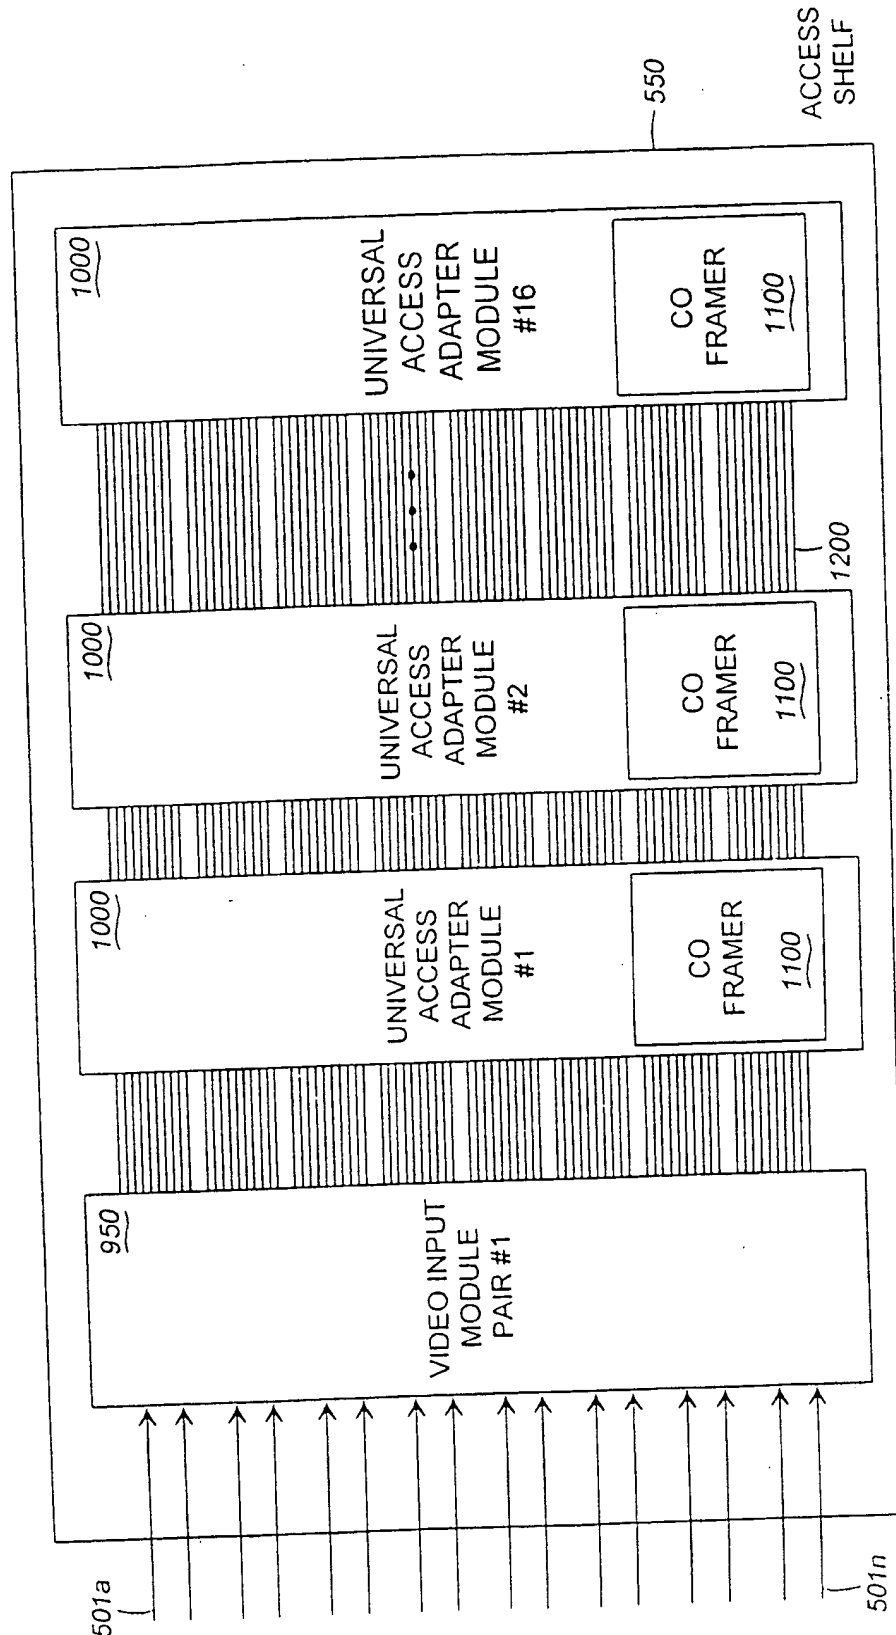 501a
501n
950
VIDEO INPUT
MODULE
PAIR #1
1000
UNIVERSAL
ACCESS
ADAPTER
MODULE
#1
CO
FRAMER
1100
1000
UNIVERSAL
ACCESS
ADAPTER
MODULE
#2
CO
FRAMER
1100
1200
1000
UNIVERSAL
ACCESS
ADAPTER
MODULE
#16
CO
FRAMER
1100
550
ACCESS
SHELF